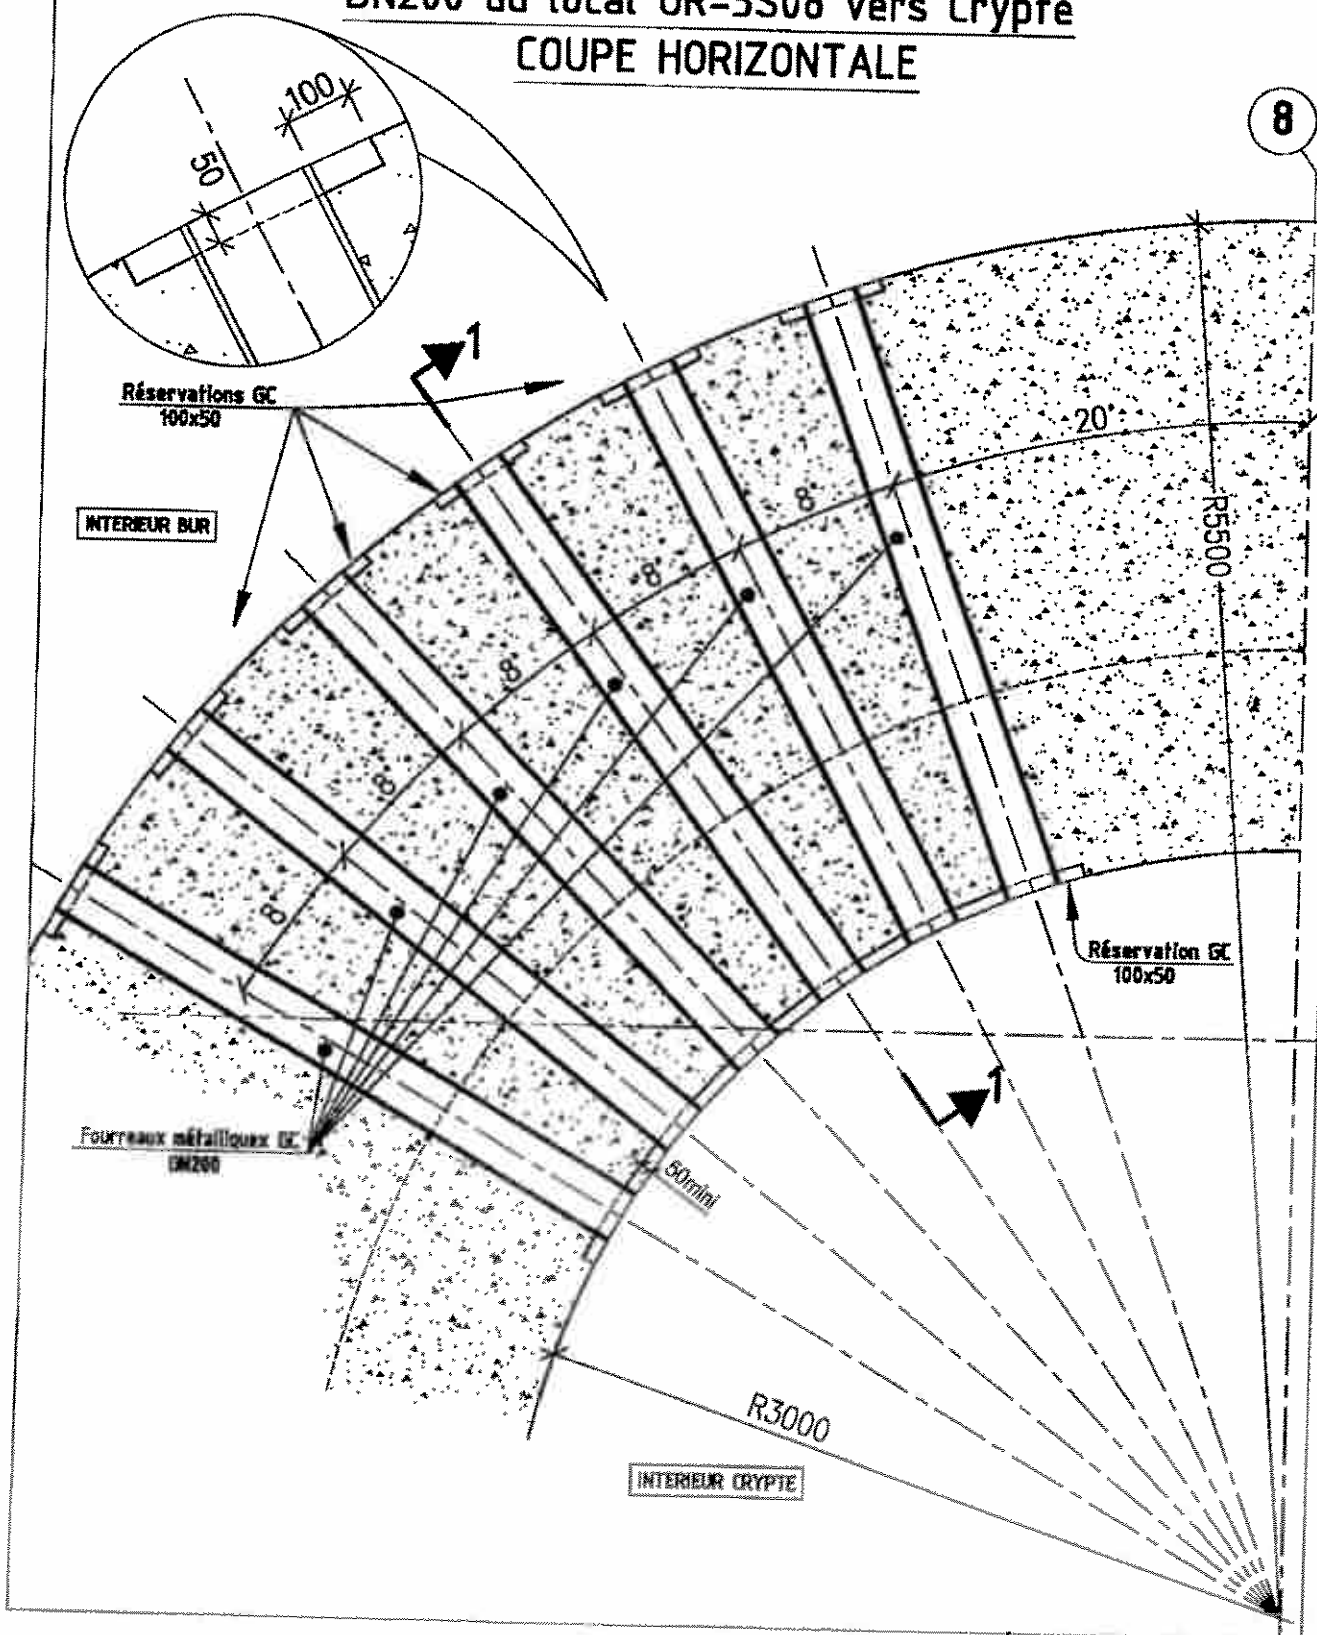 DN200 du local UR-5S08 vers Crypte
COUPE HORIZONTALE
8
100
50
1
Réservations GC
100x50
INTERIEUR BUR
20°
R5500
8°
8°
8°
8°
8°
Réservation GC
100x50
1
Fourreaux métalliques GC
DN200
50mini
R3000
INTERIEUR CRYPTE